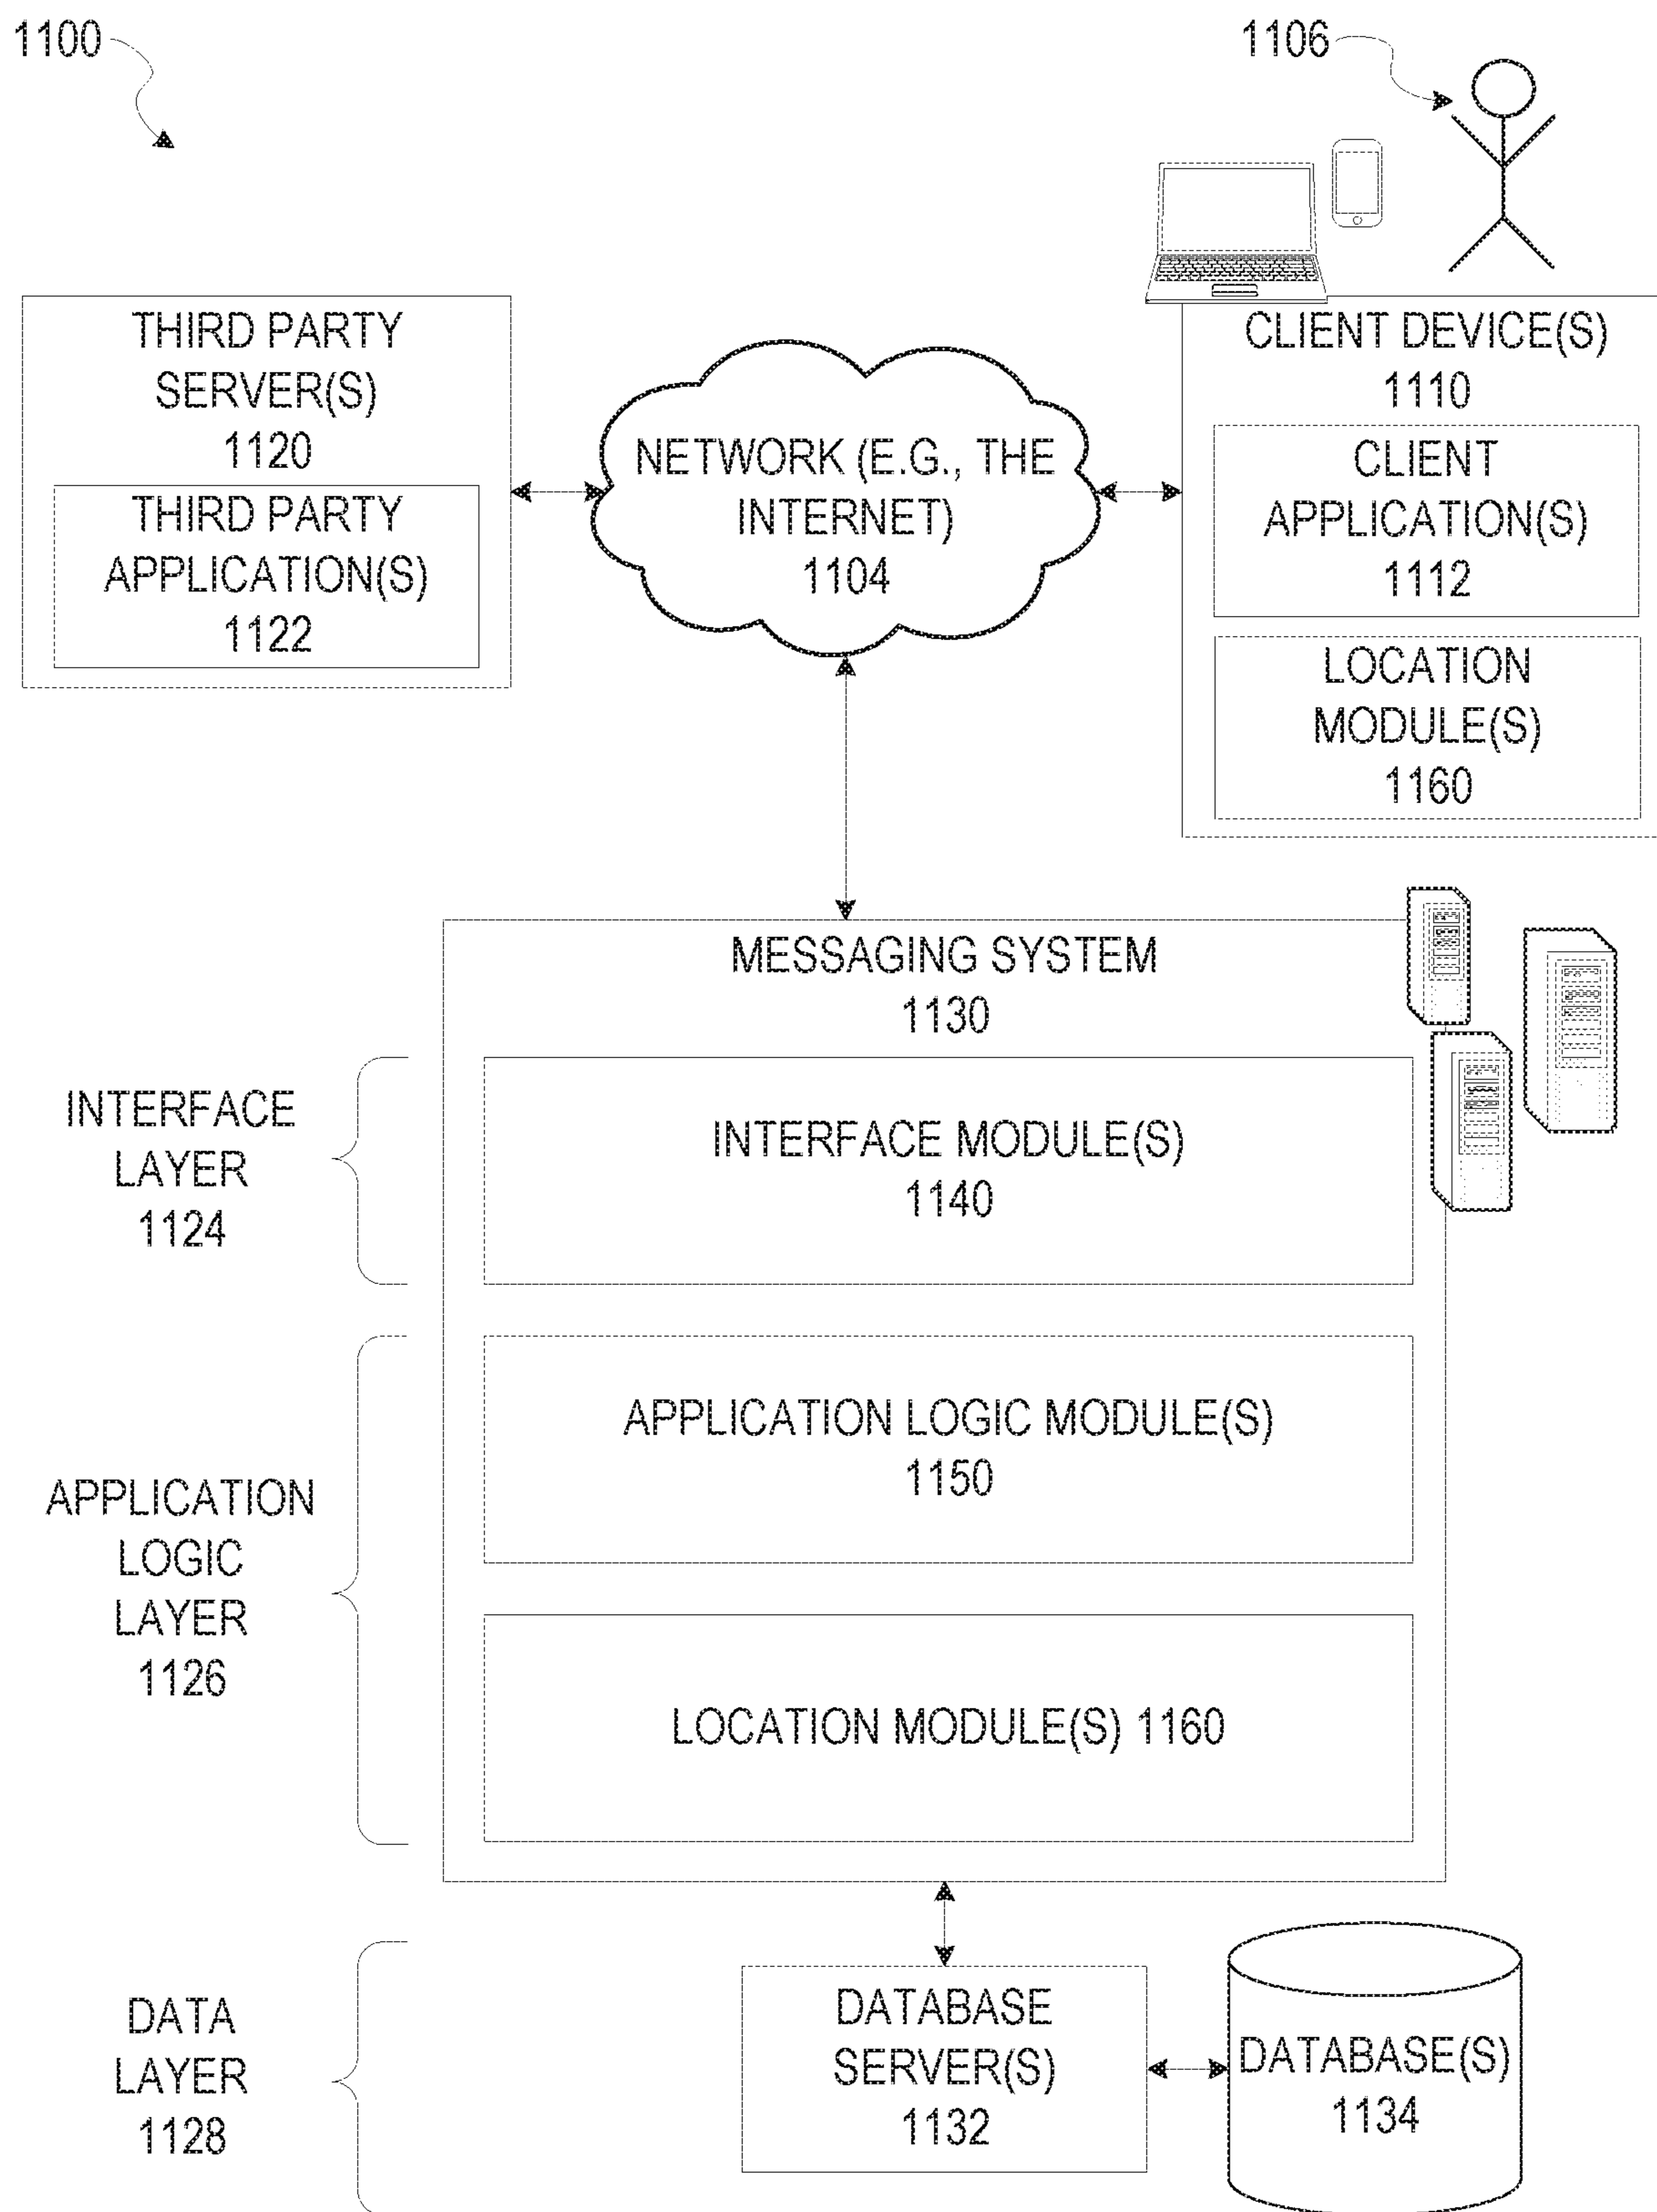 1100
1106
THIRD PARTY
SERVER(S)
1120
THIRD PARTY
APPLICATION(S)
1122
NETWORK (E.G., THE
INTERNET)
1104
CLIENT DEVICE(S)
1110
CLIENT
APPLICATION(S)
1112
LOCATION
MODULE(S)
1160
MESSAGING SYSTEM
1130
INTERFACE
LAYER
1124
INTERFACE MODULE(S)
1140
APPLICATION
LOGIC
LAYER
1126
APPLICATION LOGIC MODULE(S)
1150
LOCATION MODULE(S) 1160
DATA
LAYER
1128
DATABASE
SERVER(S)
1132
DATABASE(S)
1134